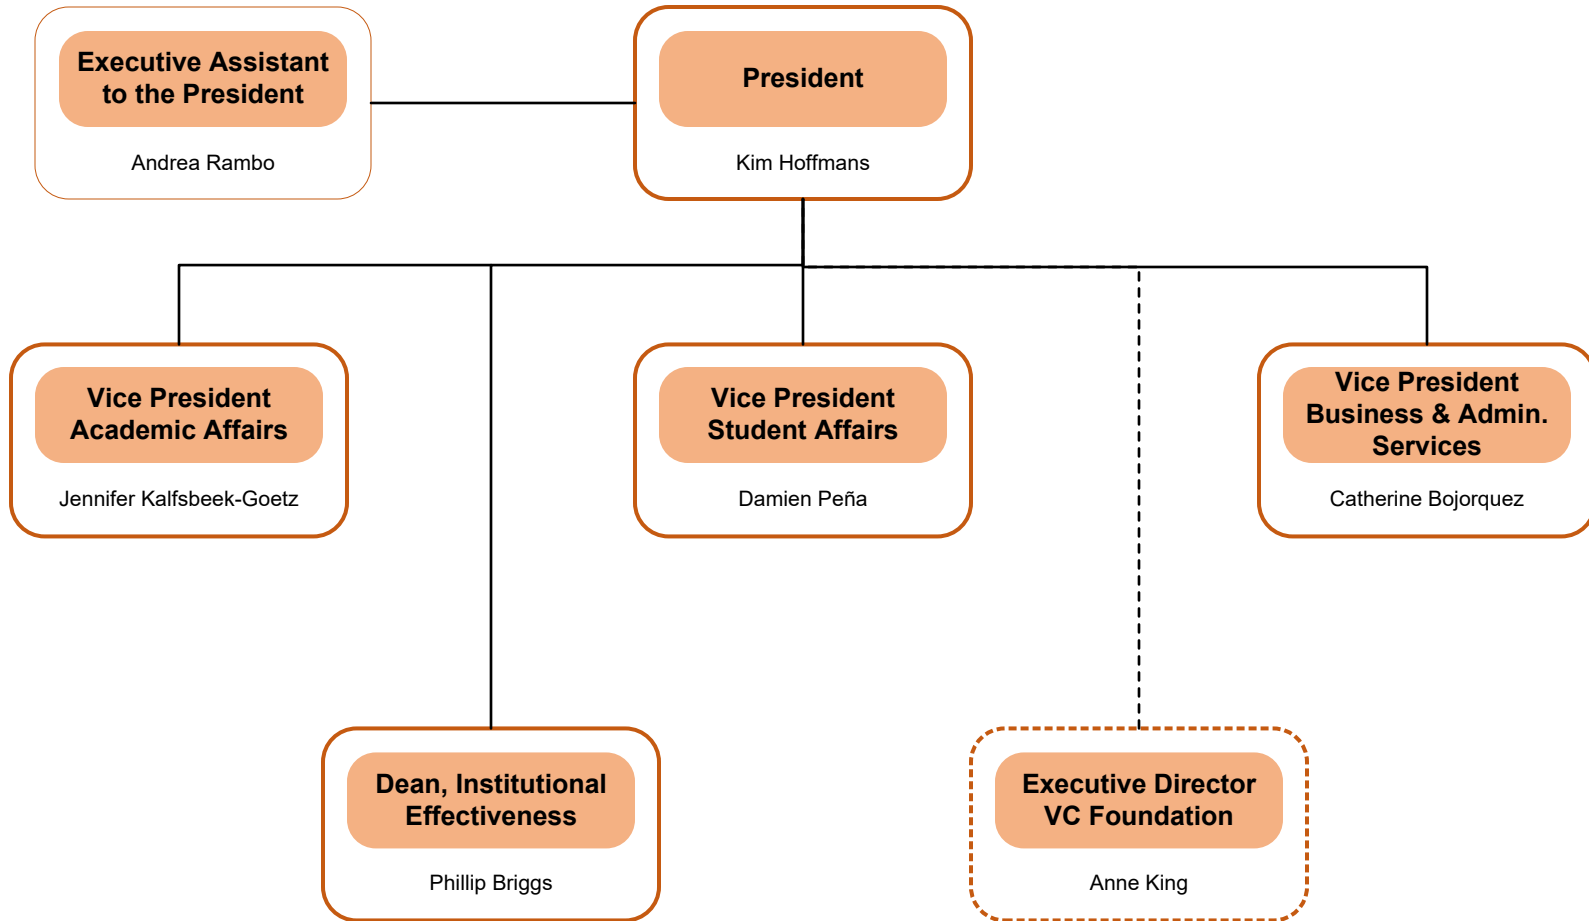 Executive Assistant
to the President
Andrea Rambo
President
Kim Hoffmans
Vice President
Academic Affairs
Jennifer Kalfsbeek-Goetz
Vice President
Student Affairs
Damien Peña
Vice President
Business & Admin.
Services
Catherine Bojorquez
Dean, Institutional
Effectiveness
Phillip Briggs
Executive Director
VC Foundation
Anne King